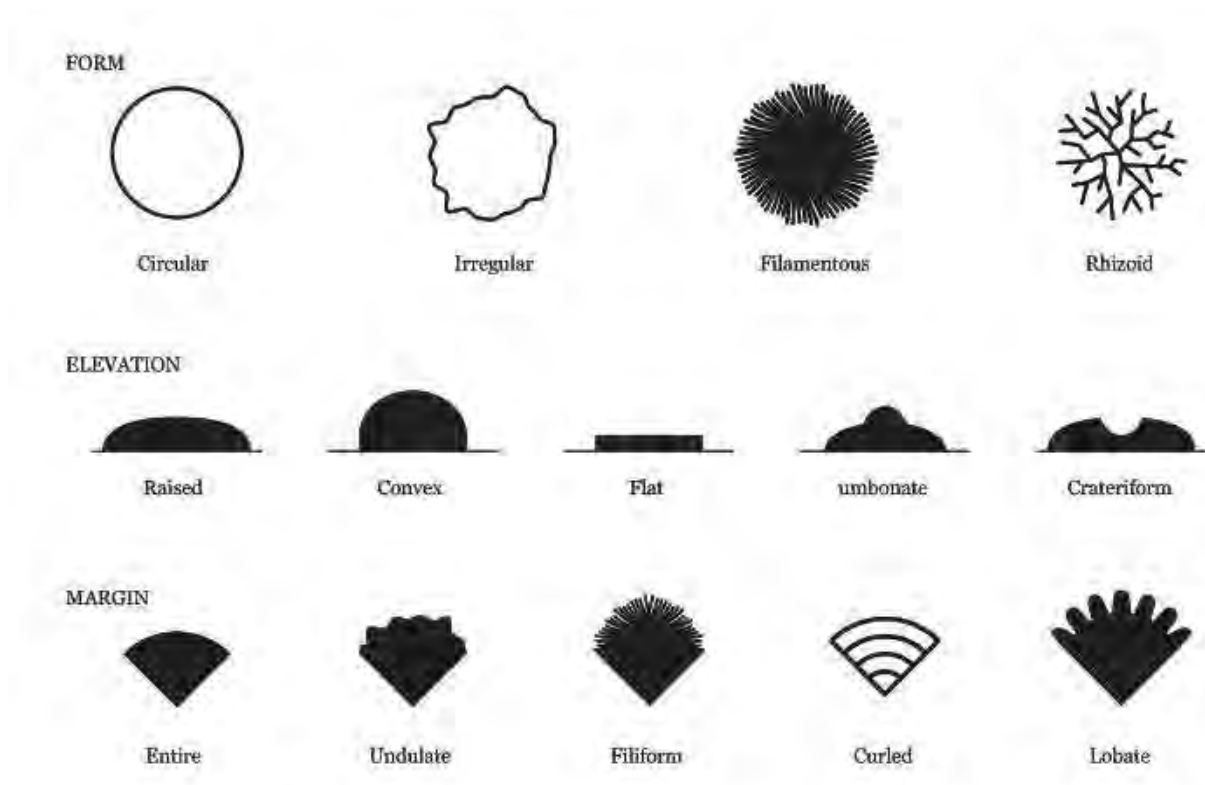 FORM
Circular Irregular Filamentous Rhizoid
ELEVATION
Raised Convex Flat umbonate Crateriform
MARGIN
Entire Undulate Filiform Curled Lobate